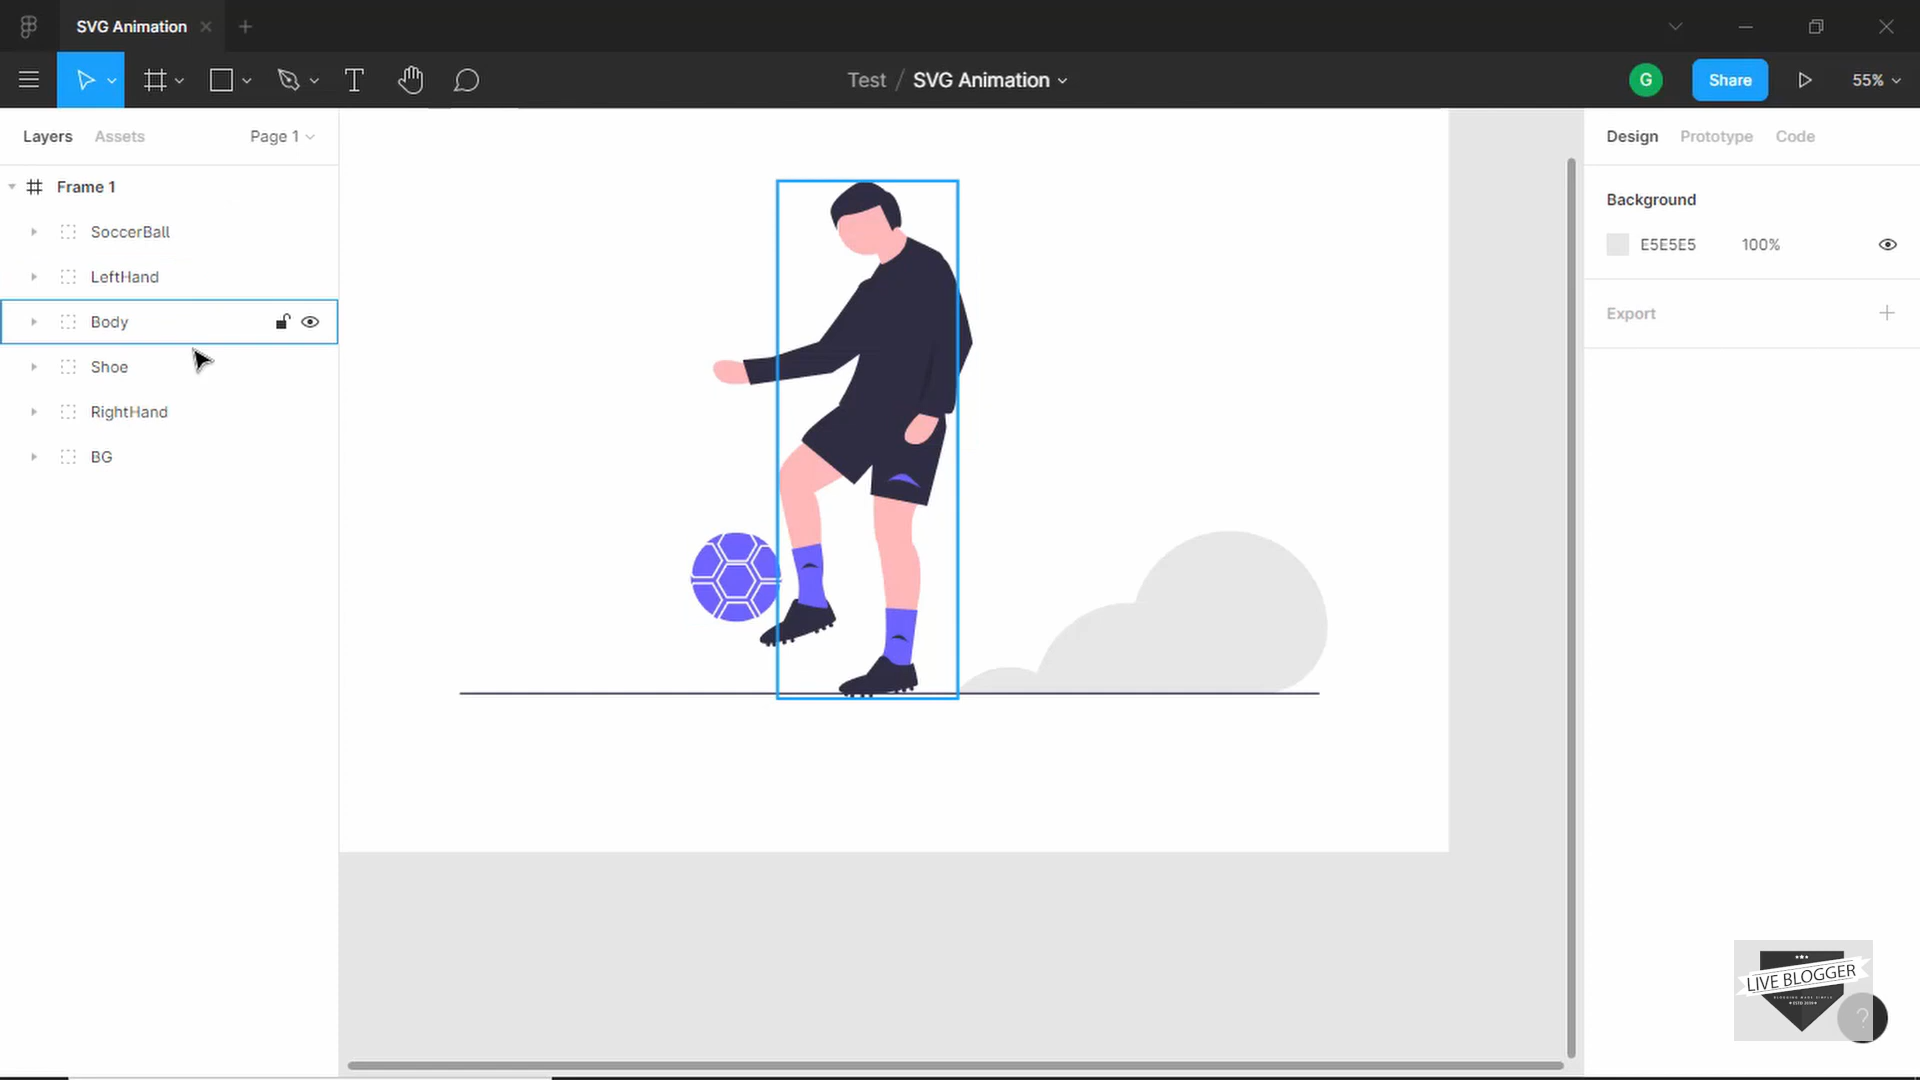 SVG Animation
Test / SVG Animation
G
Share
55%
Layers
Assets
Page 1
Design
Prototype
Code
Frame 1
SoccerBall
LeftHand
Body
Shoe
RightHand
BG
Background
E5E5E5
100%
Export
LIVE BLOGGER
?